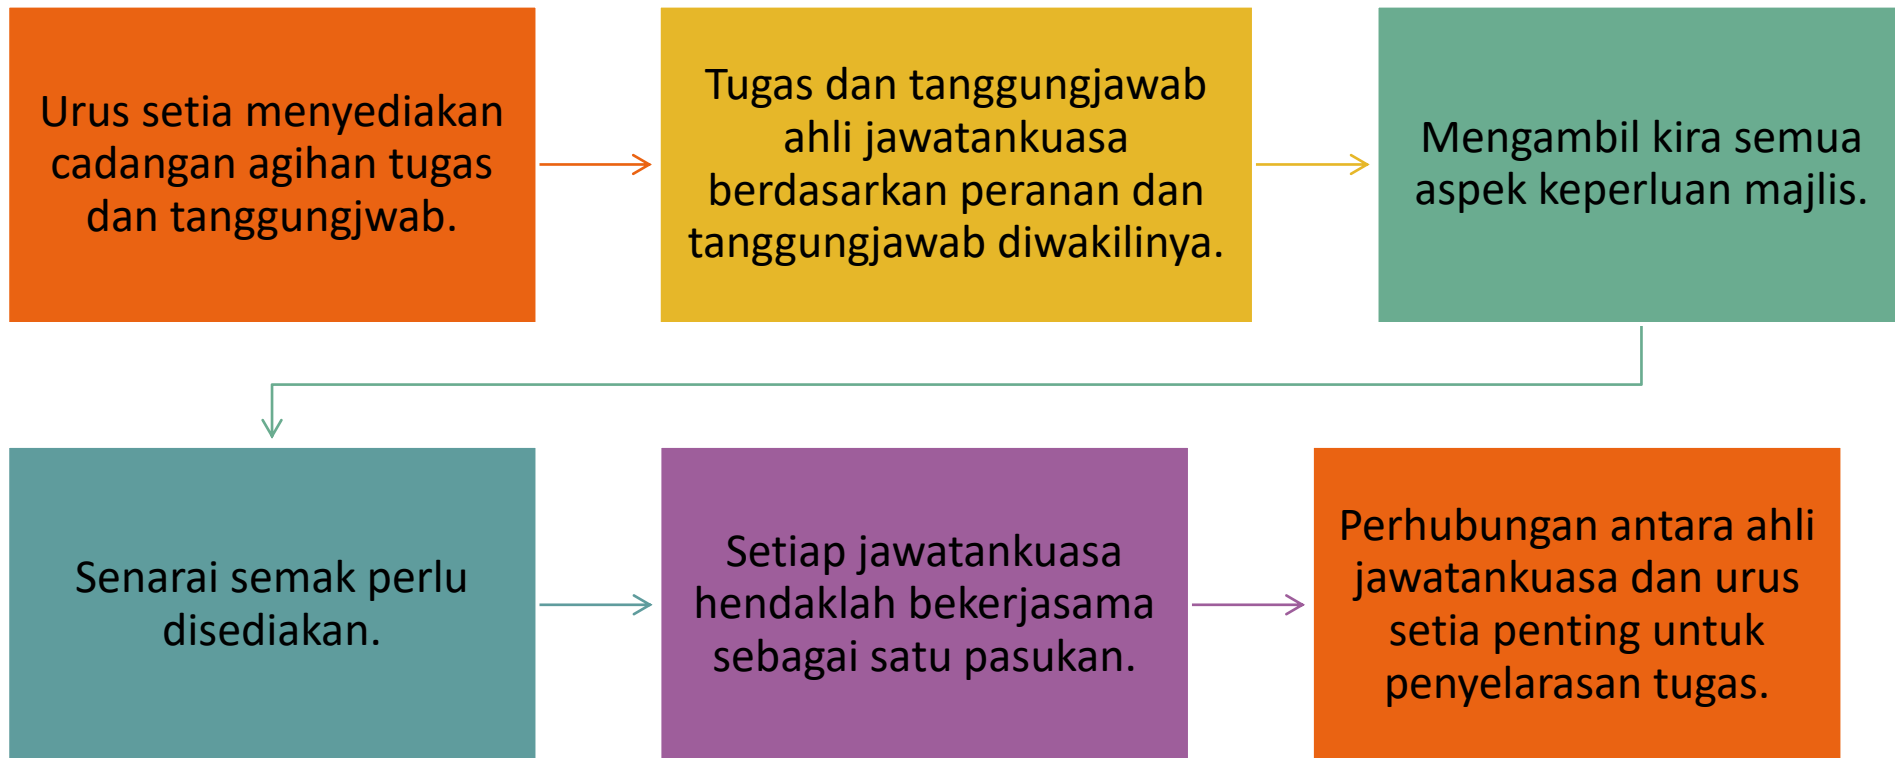 Urus setia menyediakan
cadangan agihan tugas
dan tanggungjwab.
Tugas dan tanggungjawab
ahli jawatankuasa
berdasarkan peranan dan
tanggungjawab diwakilinya.
Mengambil kira semua
aspek keperluan majlis.
Senarai semak perlu
disediakan.
Setiap jawatankuasa
hendaklah bekerjasama
sebagai satu pasukan.
Perhubungan antara ahli
jawatankuasa dan urus
setia penting untuk
penyelarasan tugas.